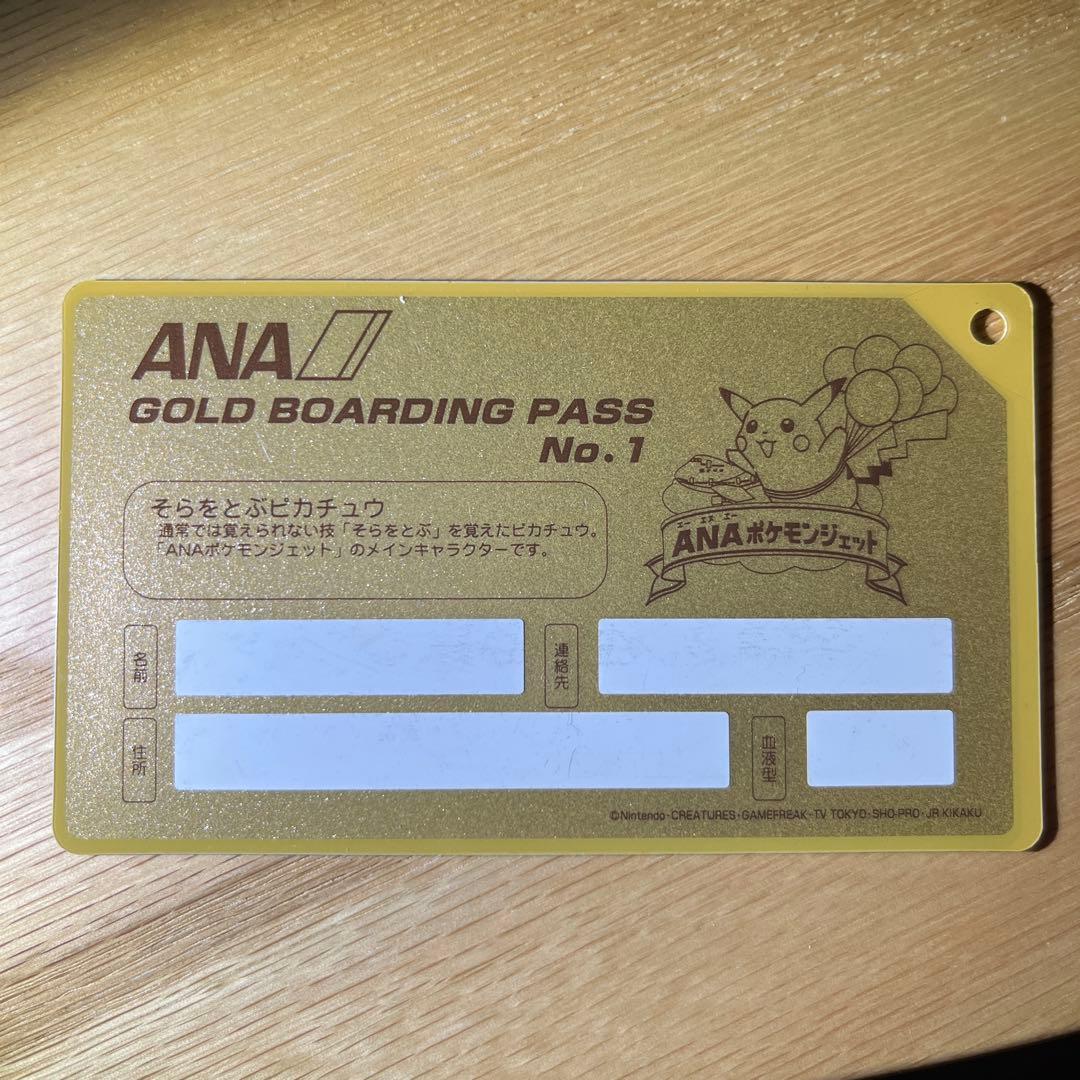 ANA
GOLD BOARDING PASS
No.1
そらをとぶピカチュウ
通常では覚えられない技「そらをとぶ」を覚えたピカチュウ。
「ANAポケモンジェット」のメインキャラクターです。
エー エヌ エー
ANAポケモンジェット
名前
連絡先
住所
血液型
©Nintendo・CREATURES・GAMEFREAK・TV TOKYO・SHO-PRO・JR KIKAKU